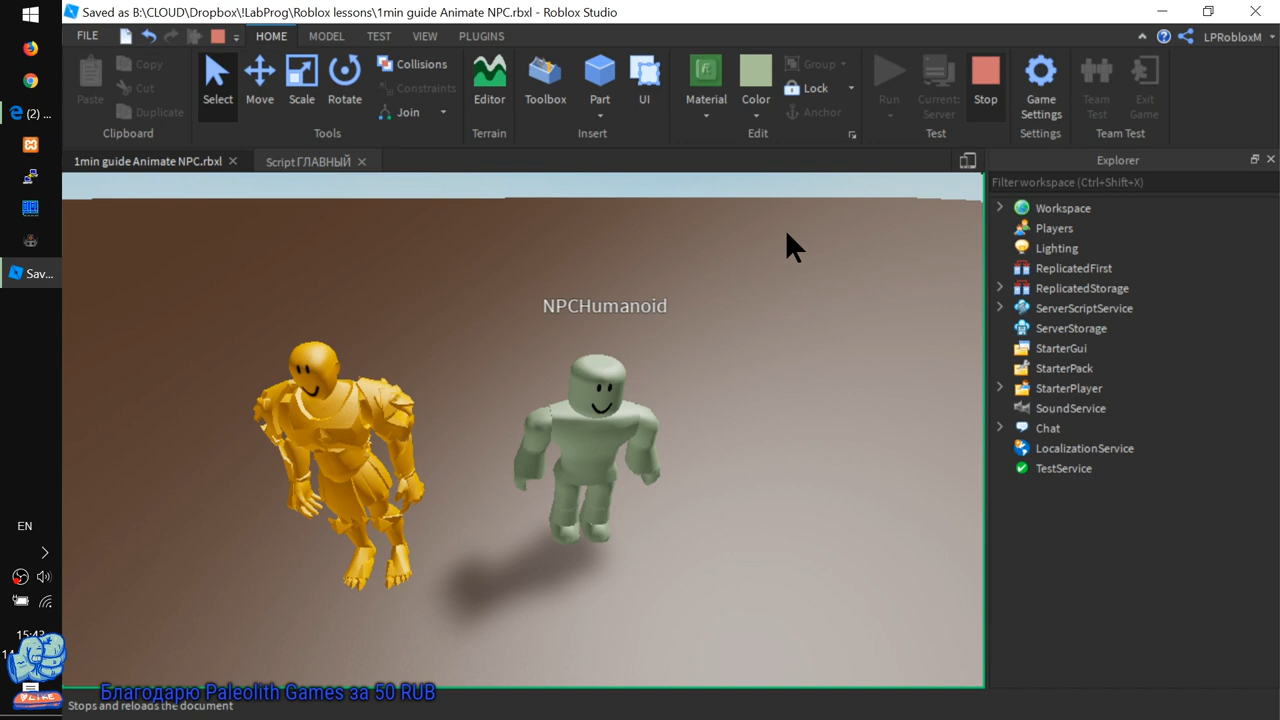 Saved as B:\CLOUD\Dropbox\!LabProg\Roblox lessons\1min guide Animate NPC.rbxl - Roblox Studio
FILE HOME MODEL TEST VIEW PLUGINS LPRobloxM
Paste Copy Cut Duplicate
Clipboard
Select Move Scale Rotate Collisions Constraints Join
Tools
Editor
Terrain
Toolbox Part UI
Insert
Material Color Group Lock Anchor
Edit
Run Current: Server Stop
Test
Game Settings
Settings
Team Test Exit Game
Team Test
1min guide Animate NPC.rbxl
Script ГЛАВНЫЙ
Explorer
Filter workspace (Ctrl+Shift+X)
Workspace
Players
Lighting
ReplicatedFirst
ReplicatedStorage
ServerScriptService
ServerStorage
StarterGui
StarterPack
StarterPlayer
SoundService
Chat
LocalizationService
TestService
NPCHumanoid
(2) ...
Sav...
EN
15:43
Благодарю Paleolith Games за 50 RUB
Stops and reloads the document